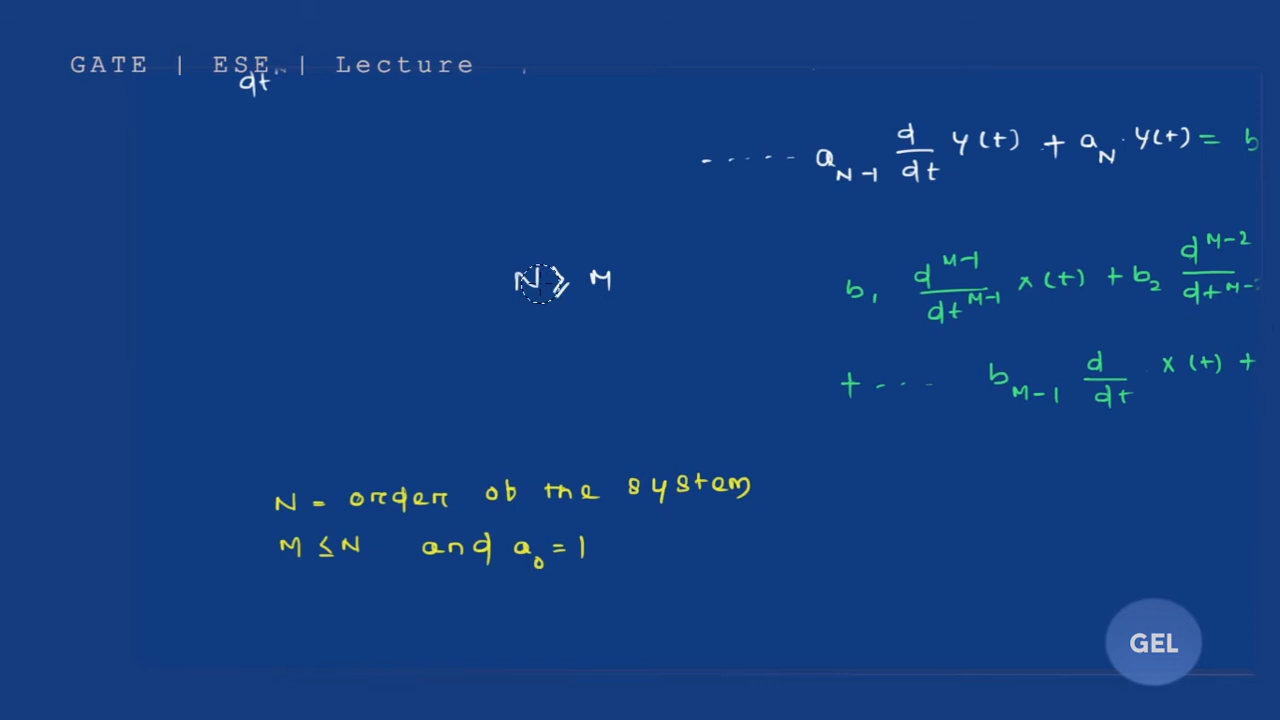 GATE | ESE | Lecture
dt
..... a_{N-1} d/dt y(t) + a_N y(t) = b
N ≥ M
b_1 d^{M-1}/dt^{M-1} x(t) + b_2 d^{M-2}/dt^{M-2}
+ .... b_{M-1} d/dt x(t) +
N = order of the system
M ≤ N and a_0 = 1
GEL